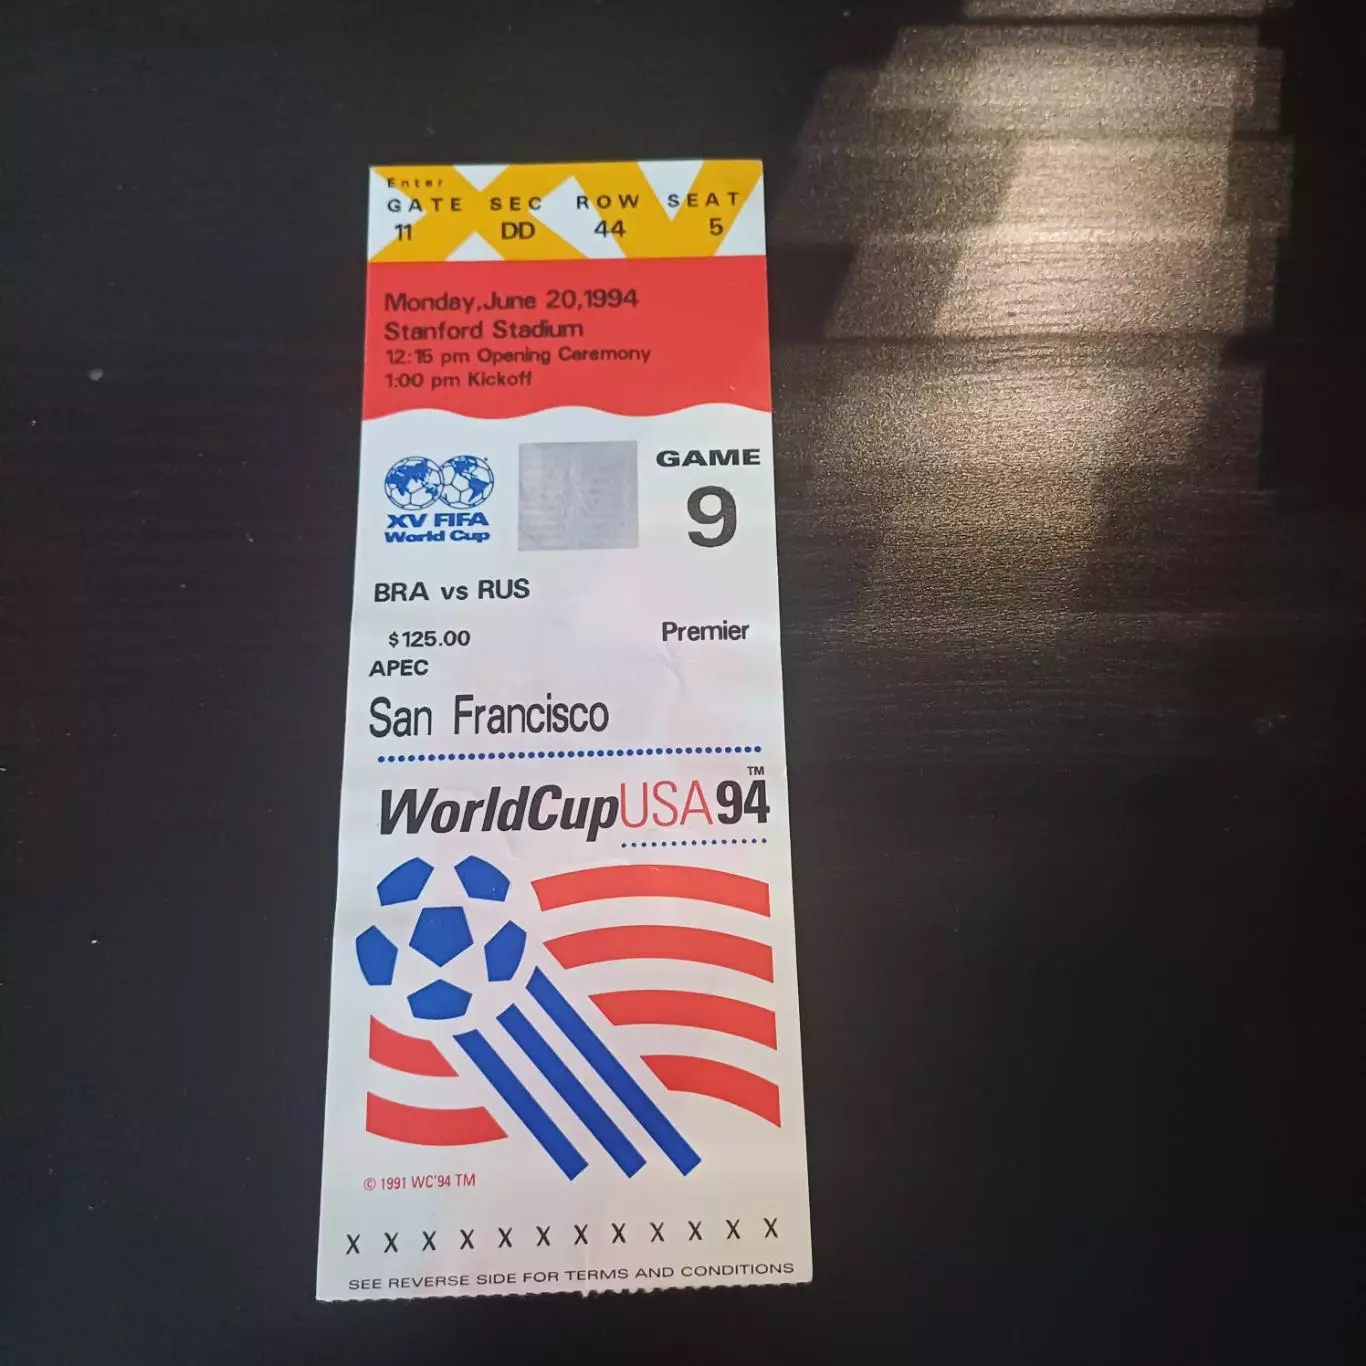 Enter
GATE SEC ROW SEAT
11 DD 44 5
Monday,June 20,1994
Stanford Stadium
12:15 pm Opening Ceremony
1:00 pm Kickoff
GAME
9
XV FIFA
World Cup
BRA vs RUS
$125.00 Premier
APEC
San Francisco
WorldCupUSA94™
© 1991 WC'94 TM
X X X X X X X X X X X X
SEE REVERSE SIDE FOR TERMS AND CONDITIONS